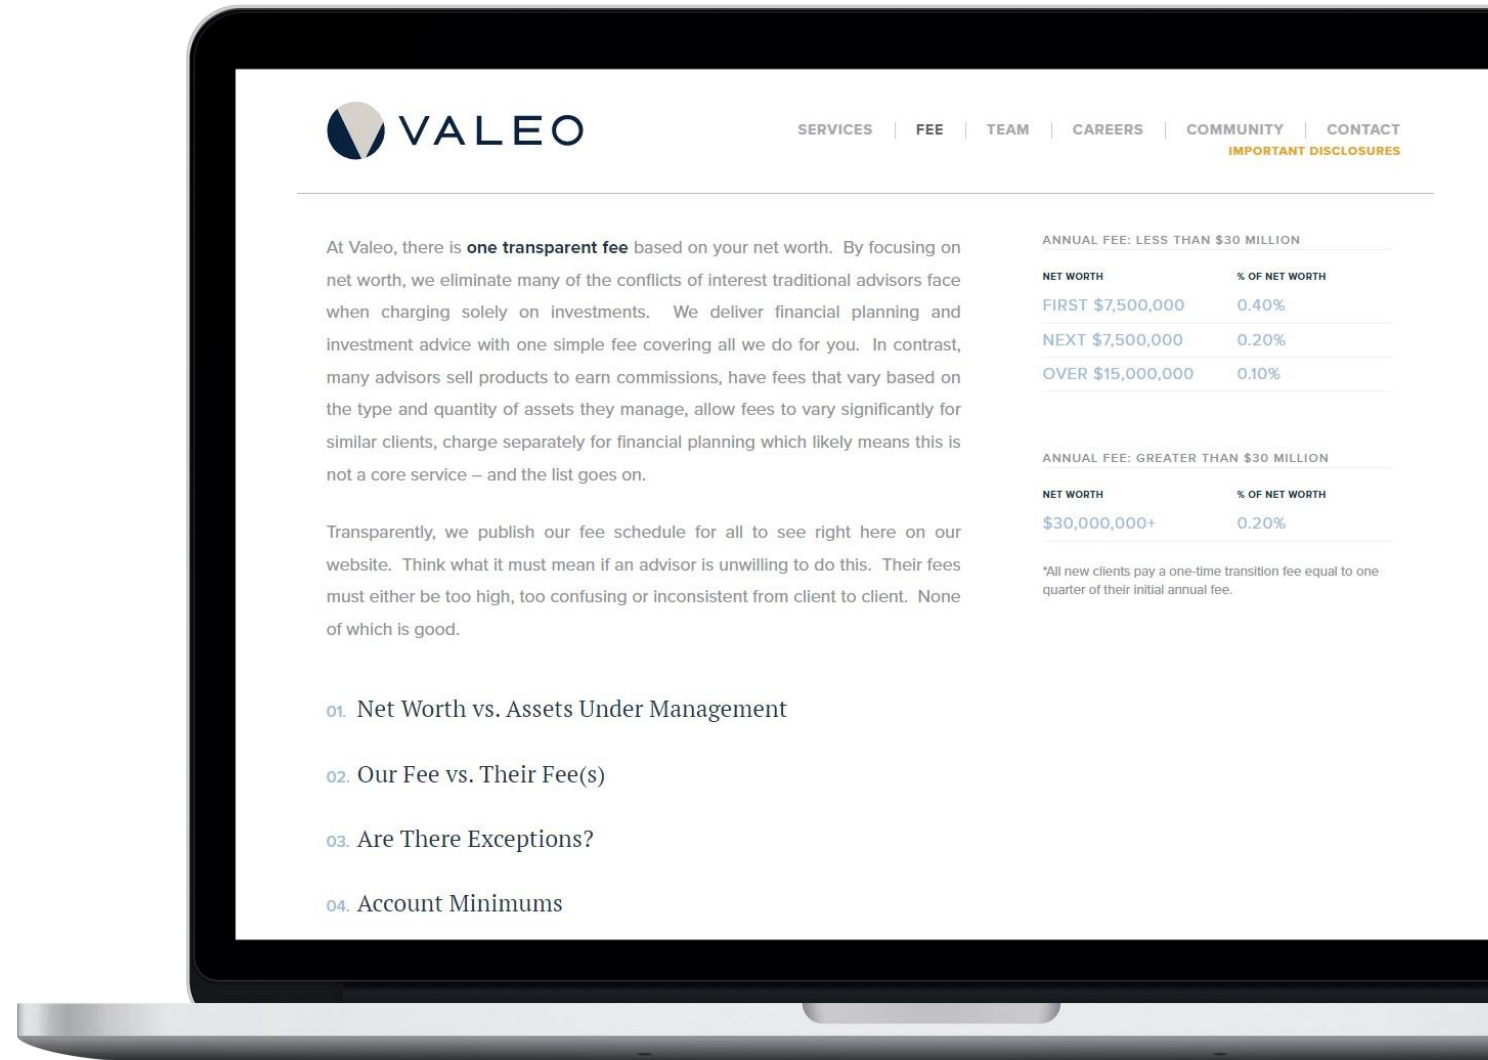 VALEO
SERVICES | FEE | TEAM | CAREERS | COMMUNITY | CONTACT
IMPORTANT DISCLOSURES
At Valeo, there is one transparent fee based on your net worth. By focusing on
net worth, we eliminate many of the conflicts of interest traditional advisors face
when charging solely on investments. We deliver financial planning and
investment advice with one simple fee covering all we do for you. In contrast,
many advisors sell products to earn commissions, have fees that vary based on
the type and quantity of assets they manage, allow fees to vary significantly for
similar clients, charge separately for financial planning which likely means this is
not a core service – and the list goes on.
Transparently, we publish our fee schedule for all to see right here on our
website. Think what it must mean if an advisor is unwilling to do this. Their fees
must either be too high, too confusing or inconsistent from client to client. None
of which is good.
01. Net Worth vs. Assets Under Management
02. Our Fee vs. Their Fee(s)
03. Are There Exceptions?
04. Account Minimums
ANNUAL FEE: LESS THAN $30 MILLION
NET WORTH % OF NET WORTH
FIRST $7,500,000 0.40%
NEXT $7,500,000 0.20%
OVER $15,000,000 0.10%
ANNUAL FEE: GREATER THAN $30 MILLION
NET WORTH % OF NET WORTH
$30,000,000+ 0.20%
*All new clients pay a one-time transition fee equal to one
quarter of their initial annual fee.